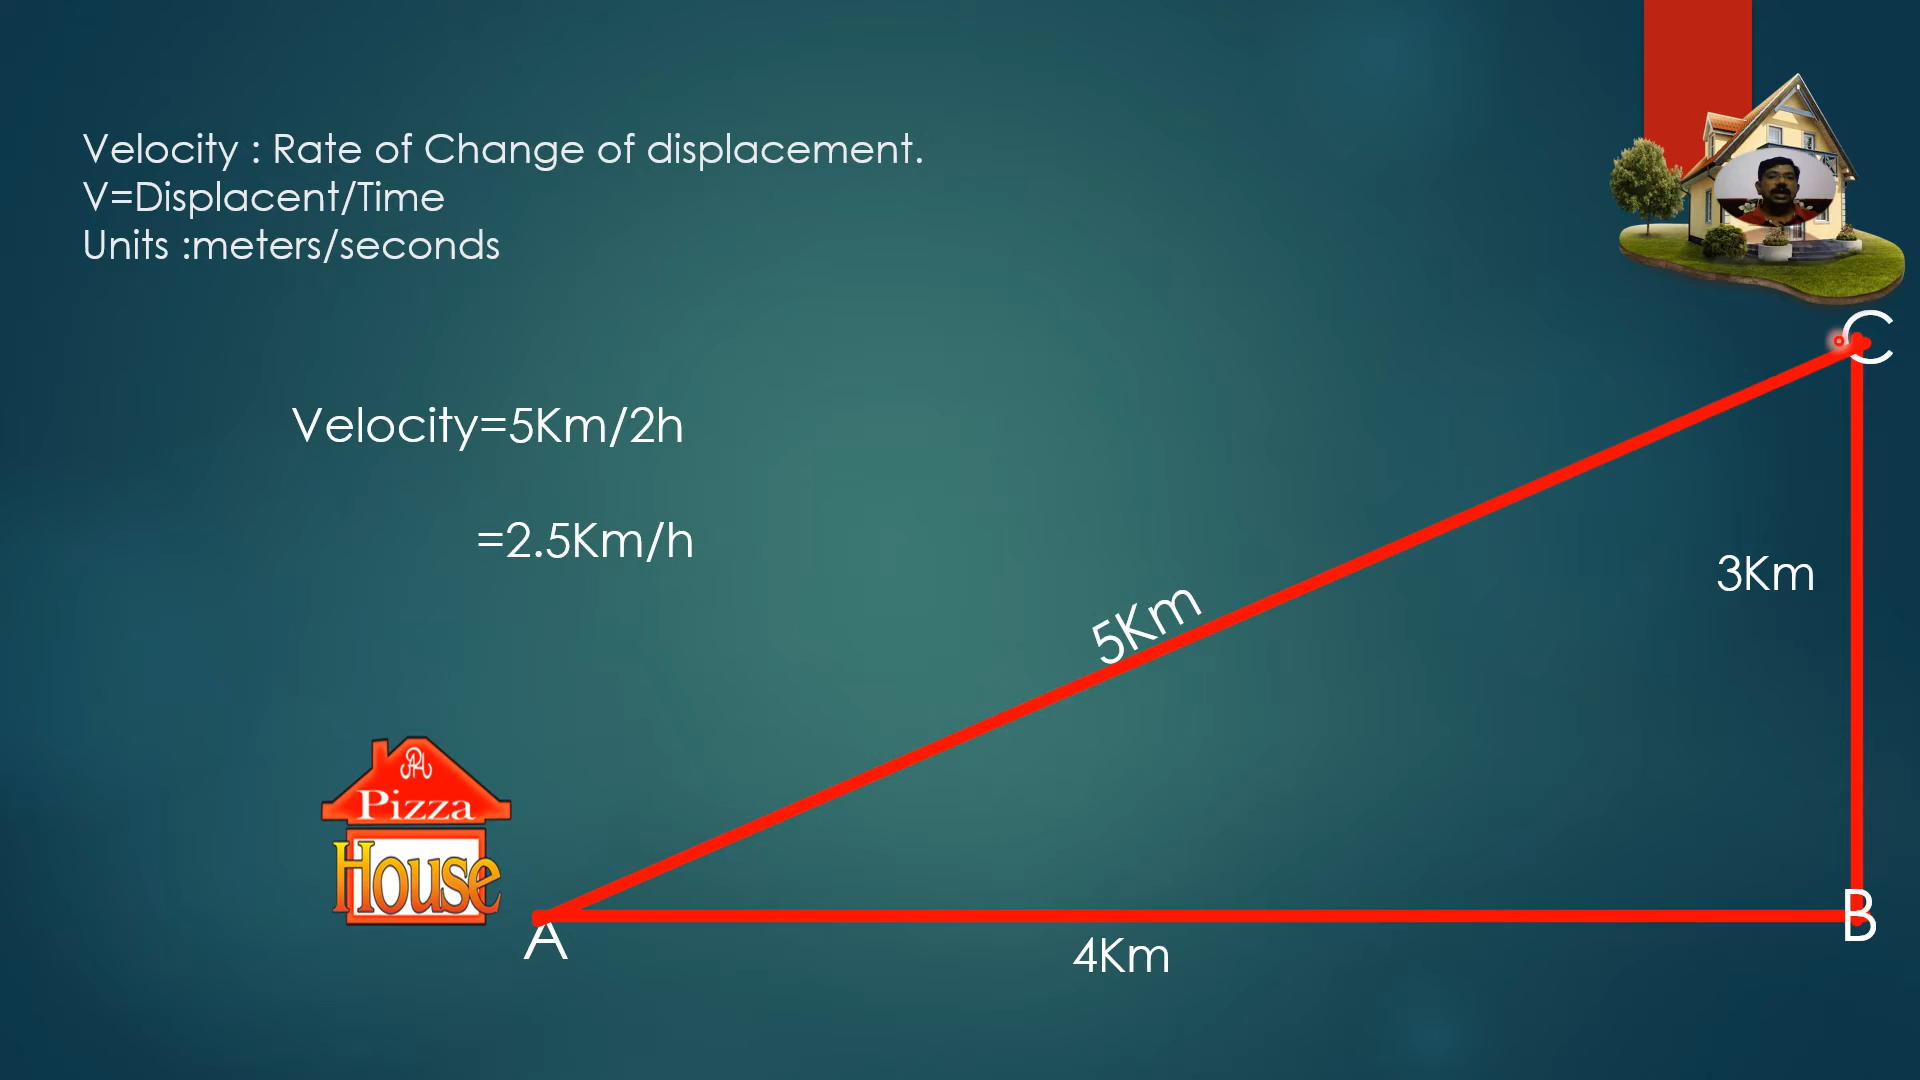 Velocity : Rate of Change of displacement.
V=Displacent/Time
Units :meters/seconds
C
Velocity=5Km/2h
=2.5Km/h
3Km
5Km
Pizza
House
A
B
4Km